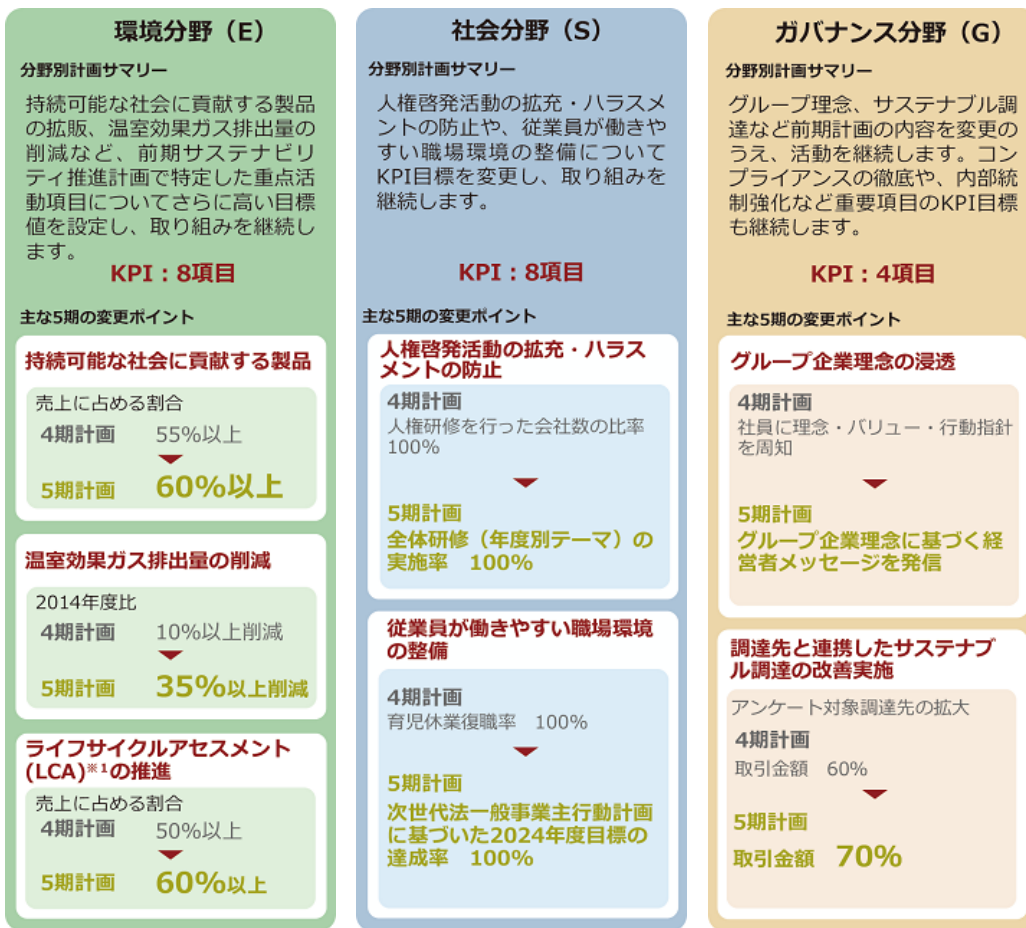 環境分野（E）
分野別計画サマリー
持続可能な社会に貢献する製品
の拡販、温室効果ガス排出量の
削減など、前期サステナビリ
ティ推進計画で特定した重点活
動項目についてさらに高い目標
値を設定し、取り組みを継続し
ます。
KPI：8項目
主な5期の変更ポイント
持続可能な社会に貢献する製品
売上に占める割合
4期計画　55%以上
5期計画　60%以上
温室効果ガス排出量の削減
2014年度比
4期計画　10%以上削減
5期計画　35%以上削減
ライフサイクルアセスメント
(LCA)※1の推進
売上に占める割合
4期計画　50%以上
5期計画　60%以上
社会分野（S）
分野別計画サマリー
人権啓発活動の拡充・ハラスメ
ントの防止や、従業員が働きや
すい職場環境の整備について
KPI目標を変更し、取り組みを
継続します。
KPI：8項目
主な5期の変更ポイント
人権啓発活動の拡充・ハラス
メントの防止
4期計画
人権研修を行った会社数の比率
100%
5期計画
全体研修（年度別テーマ）の
実施率　100%
従業員が働きやすい職場環境
の整備
4期計画
育児休業復職率　100%
5期計画
次世代法一般事業主行動計画
に基づいた2024年度目標の
達成率　100%
ガバナンス分野（G）
分野別計画サマリー
グループ理念、サステナブル調
達など前期計画の内容を変更の
うえ、活動を継続します。コン
プライアンスの徹底や、内部統
制強化など重要項目のKPI目標
も継続します。
KPI：4項目
主な5期の変更ポイント
グループ企業理念の浸透
4期計画
社員に理念・バリュー・行動指針
を周知
5期計画
グループ企業理念に基づく経
営者メッセージを発信
調達先と連携したサステナブ
ル調達の改善実施
アンケート対象調達先の拡大
4期計画
取引金額　60%
5期計画
取引金額　70%